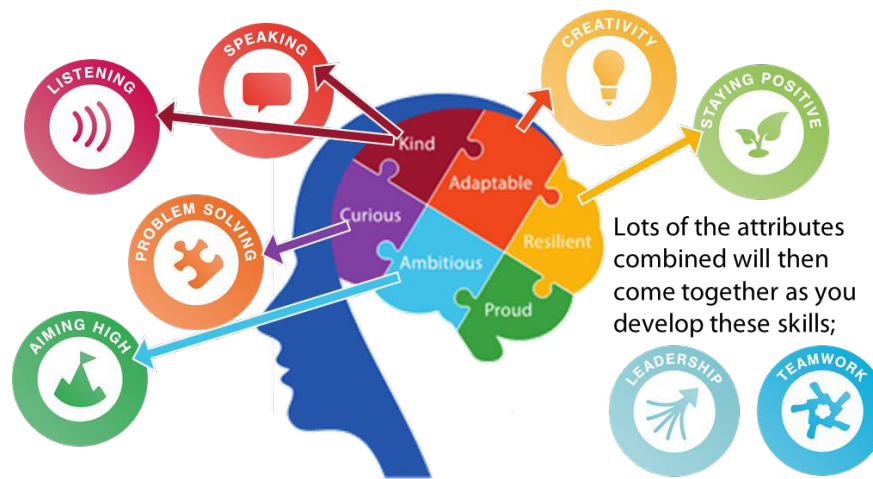 LISTENING
SPEAKING
CREATIVITY
STAYING POSITIVE
Kind
Adaptable
PROBLEM SOLVING
Curious
Ambitious
Resilient
Proud
AIMING HIGH
Lots of the attributes
combined will then
come together as you
develop these skills;
LEADERSHIP
TEAMWORK